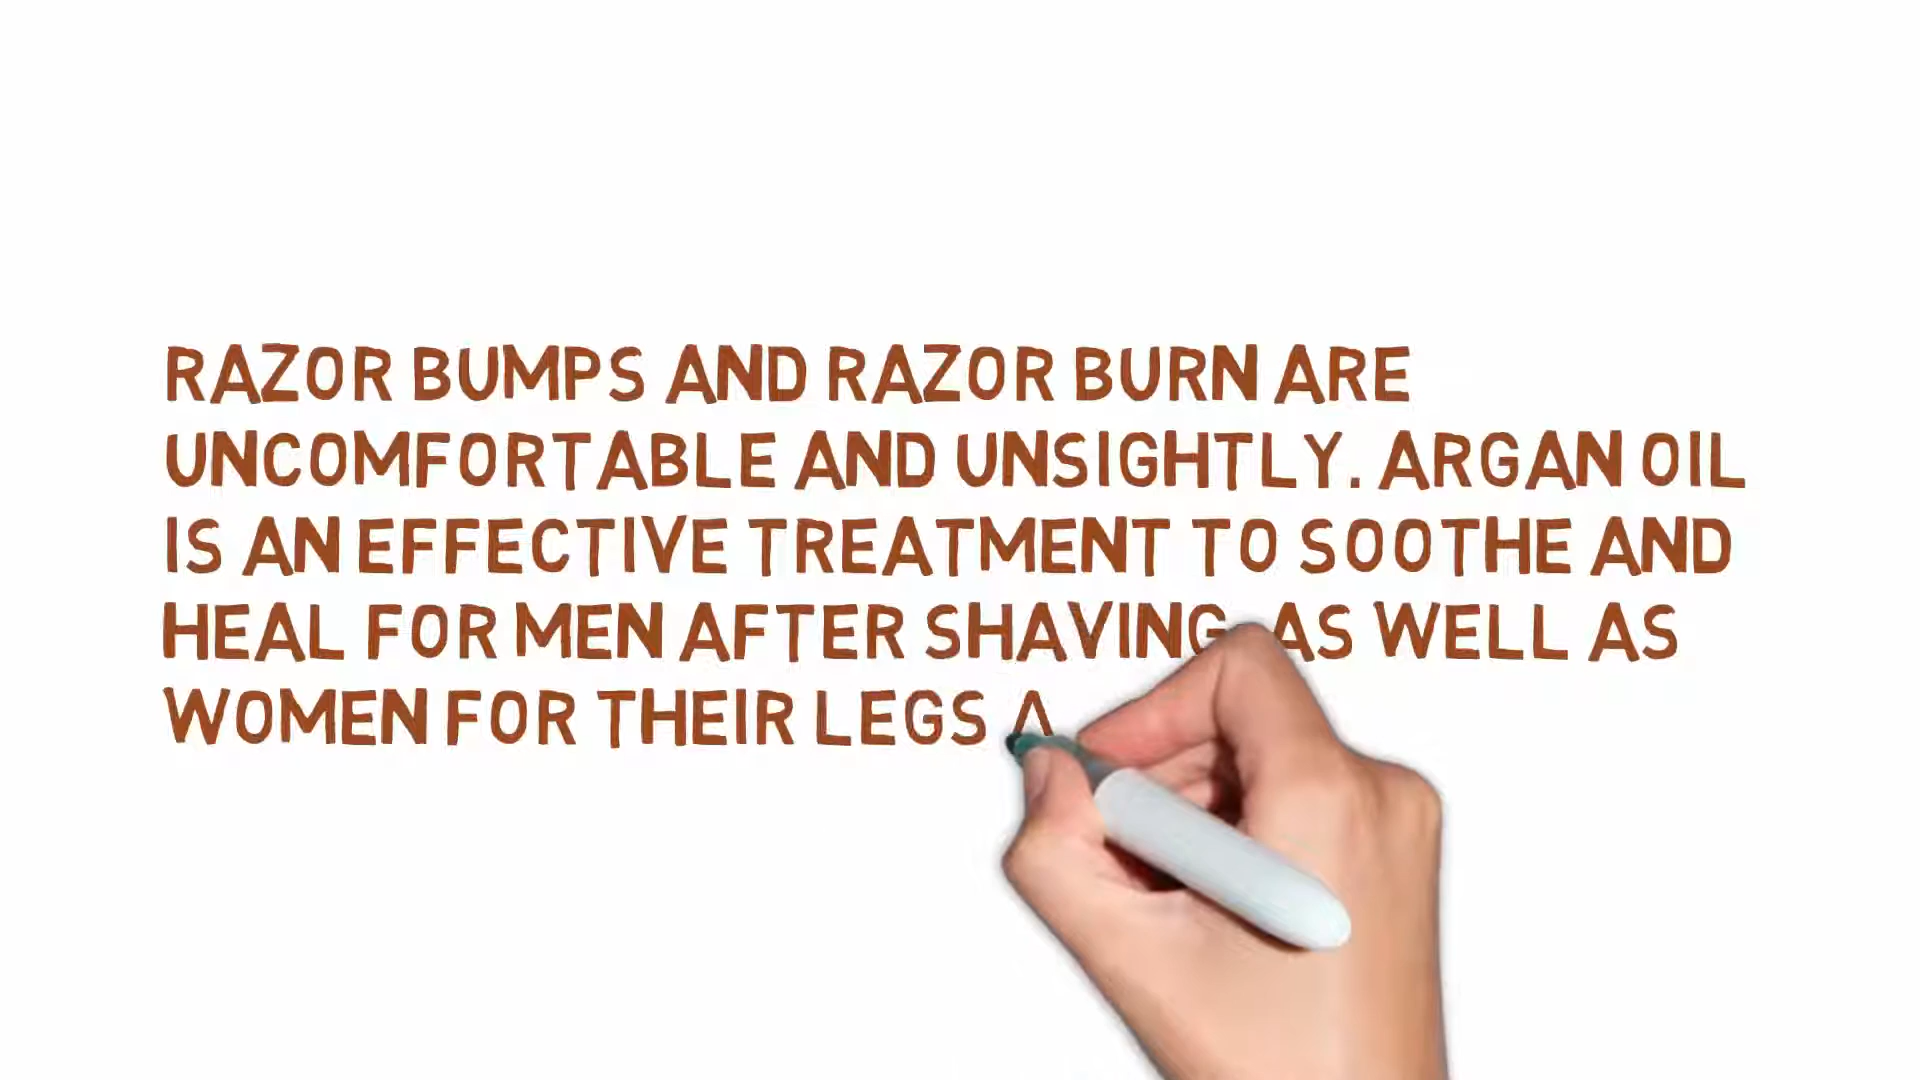 RAZOR BUMPS AND RAZOR BURN ARE
UNCOMFORTABLE AND UNSIGHTLY. ARGAN OIL
IS AN EFFECTIVE TREATMENT TO SOOTHE AND
HEAL FOR MEN AFTER SHAVING AS WELL AS
WOMEN FOR THEIR LEGS